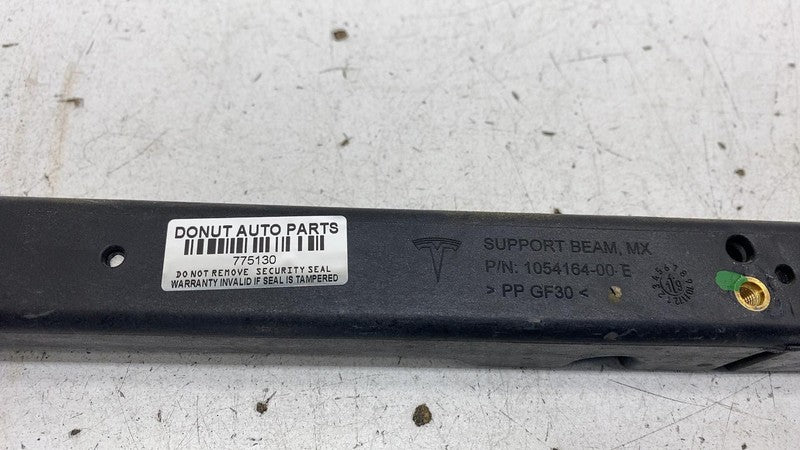 DONUT AUTO PARTS
775130
DO NOT REMOVE SECURITY SEAL
WARRANTY INVALID IF SEAL IS TAMPERED
SUPPORT BEAM, MX
P/N: 1054164-00-E
> PP GF30 <